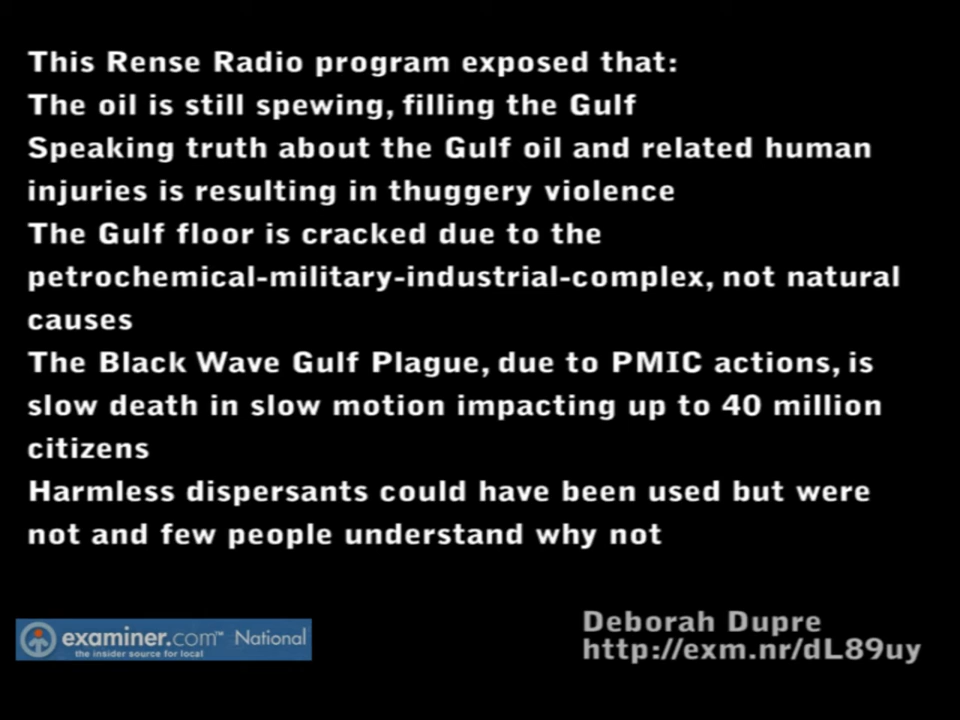 This Rense Radio program exposed that:
The oil is still spewing, filling the Gulf
Speaking truth about the Gulf oil and related human
injuries is resulting in thuggery violence
The Gulf floor is cracked due to the
petrochemical-military-industrial-complex, not natural
causes
The Black Wave Gulf Plague, due to PMIC actions, is
slow death in slow motion impacting up to 40 million
citizens
Harmless dispersants could have been used but were
not and few people understand why not
examiner.com™ National
the insider source for local
Deborah Dupre
http://exm.nr/dL89uy